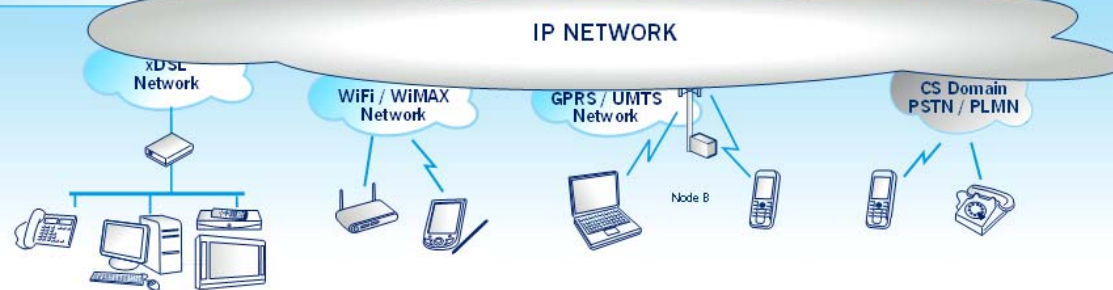 IP NETWORK
xDSL
Network
WiFi / WiMAX
Network
GPRS / UMTS
Network
CS Domain
PSTN / PLMN
Node B